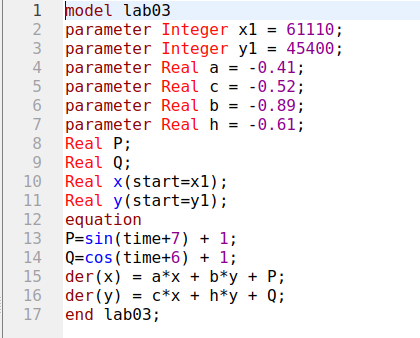 1 model lab03
2 parameter Integer x1 = 61110;
3 parameter Integer y1 = 45400;
4 parameter Real a = -0.41;
5 parameter Real c = -0.52;
6 parameter Real b = -0.89;
7 parameter Real h = -0.61;
8 Real P;
9 Real Q;
10 Real x(start=x1);
11 Real y(start=y1);
12 equation
13 P=sin(time+7) + 1;
14 Q=cos(time+6) + 1;
15 der(x) = a*x + b*y + P;
16 der(y) = c*x + h*y + Q;
17 end lab03;